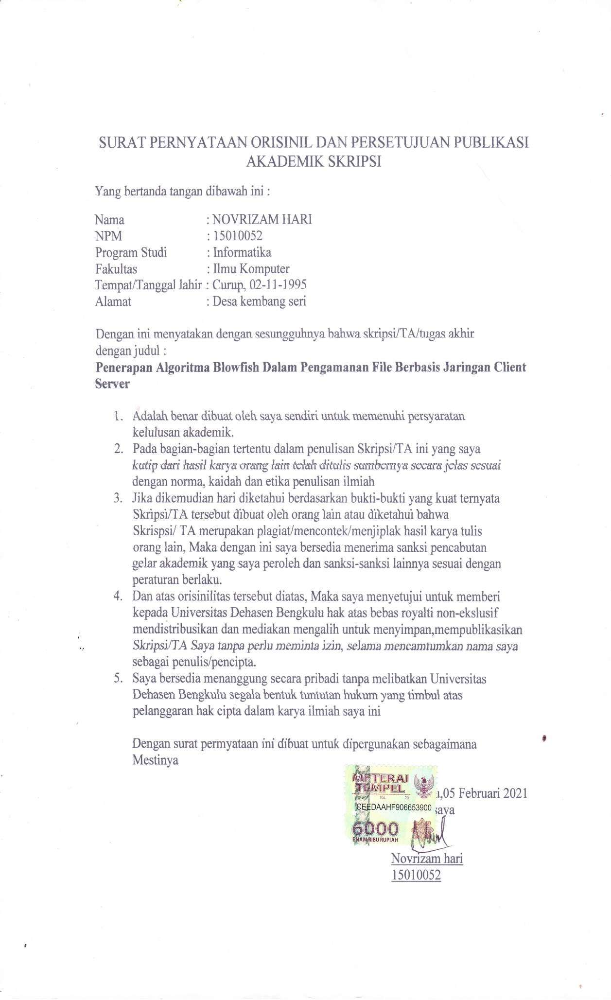 SURAT PERNYATAAN ORISINIL DAN PERSETUJUAN PUBLIKASI
AKADEMIK SKRIPSI
Yang bertanda tangan dibawah ini :
Nama : NOVRIZAM HARI
NPM : 15010052
Program Studi : Informatika
Fakultas : Ilmu Komputer
Tempat/Tanggal lahir : Curup, 02-11-1995
Alamat : Desa kembang seri
Dengan ini menyatakan dengan sesungguhnya bahwa skripsi/TA/tugas akhir
dengan judul :
Penerapan Algoritma Blowfish Dalam Pengamanan File Berbasis Jaringan Client
Server
1. Adalah benar dibuat oleh saya sendiri untuk memenuhi persyaratan
kelulusan akademik.
2. Pada bagian-bagian tertentu dalam penulisan Skripsi/TA ini yang saya
kutip dari hasil karya orang lain telah ditulis sumbernya secara jelas sesuai
dengan norma, kaidah dan etika penulisan ilmiah
3. Jika dikemudian hari diketahui berdasarkan bukti-bukti yang kuat ternyata
Skripsi/TA tersebut dibuat oleh orang lain atau diketahui bahwa
Skrispsi/ TA merupakan plagiat/mencontek/menjiplak hasil karya tulis
orang lain, Maka dengan ini saya bersedia menerima sanksi pencabutan
gelar akademik yang saya peroleh dan sanksi-sanksi lainnya sesuai dengan
peraturan berlaku.
4. Dan atas orisinilitas tersebut diatas, Maka saya menyetujui untuk memberi
kepada Universitas Dehasen Bengkulu hak atas bebas royalti non-ekslusif
mendistribusikan dan mediakan mengalih untuk menyimpan,mempublikasikan
Skripsi/TA Saya tanpa perlu meminta izin, selama mencamtumkan nama saya
sebagai penulis/pencipta.
5. Saya bersedia menanggung secara pribadi tanpa melibatkan Universitas
Dehasen Bengkulu segala bentuk tuntutan hukum yang timbul atas
pelanggaran hak cipta dalam karya ilmiah saya ini
Dengan surat permyataan ini dibuat untuk dipergunakan sebagaimana
Mestinya
METERAI
TEMPEL
TGL 20
,05 Februari 2021
CEEDAAHF906653900
saya
6000
ENAM RIBU RUPIAH
Novrizam hari
15010052